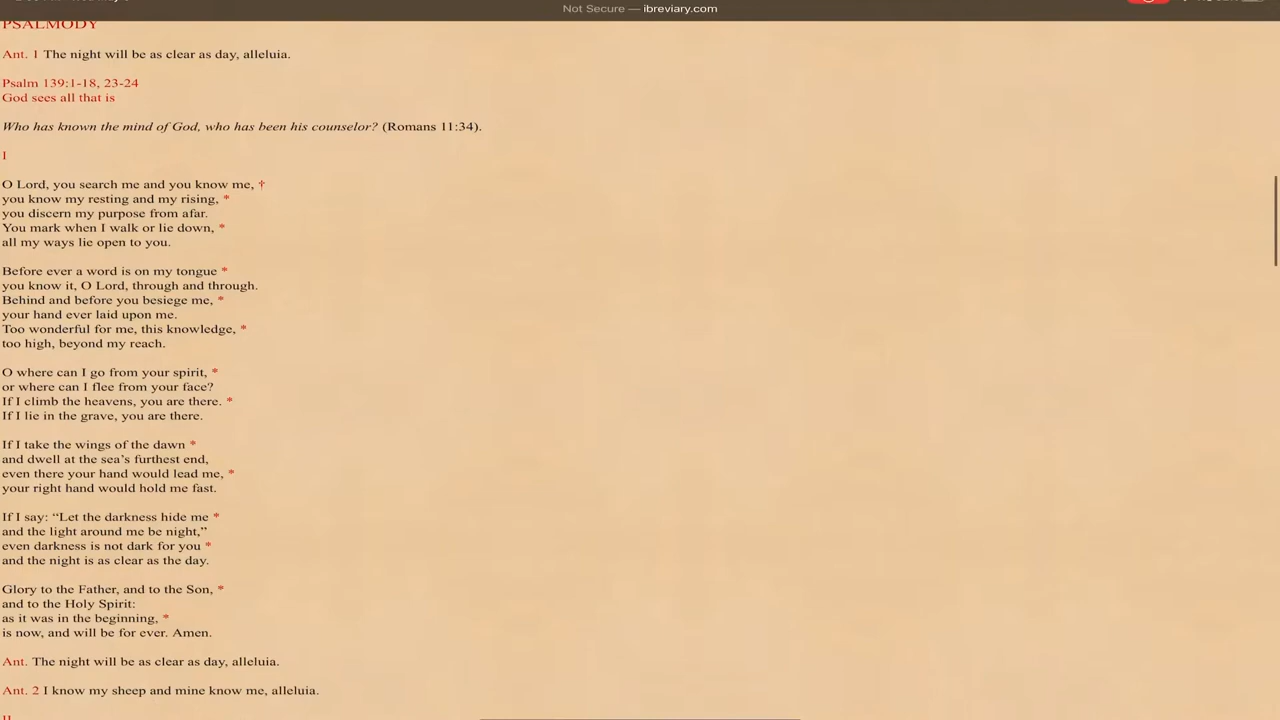 Not Secure — ibreviary.com
PSALMODY
Ant. 1 The night will be as clear as day, alleluia.
Psalm 139:1-18, 23-24
God sees all that is
Who has known the mind of God, who has been his counselor? (Romans 11:34).
I
O Lord, you search me and you know me, †
you know my resting and my rising, *
you discern my purpose from afar.
You mark when I walk or lie down, *
all my ways lie open to you.
Before ever a word is on my tongue *
you know it, O Lord, through and through.
Behind and before you besiege me, *
your hand ever laid upon me.
Too wonderful for me, this knowledge, *
too high, beyond my reach.
O where can I go from your spirit, *
or where can I flee from your face?
If I climb the heavens, you are there. *
If I lie in the grave, you are there.
If I take the wings of the dawn *
and dwell at the sea’s furthest end,
even there your hand would lead me, *
your right hand would hold me fast.
If I say: “Let the darkness hide me *
and the light around me be night,”
even darkness is not dark for you *
and the night is as clear as the day.
Glory to the Father, and to the Son, *
and to the Holy Spirit:
as it was in the beginning, *
is now, and will be for ever. Amen.
Ant. The night will be as clear as day, alleluia.
Ant. 2 I know my sheep and mine know me, alleluia.
II